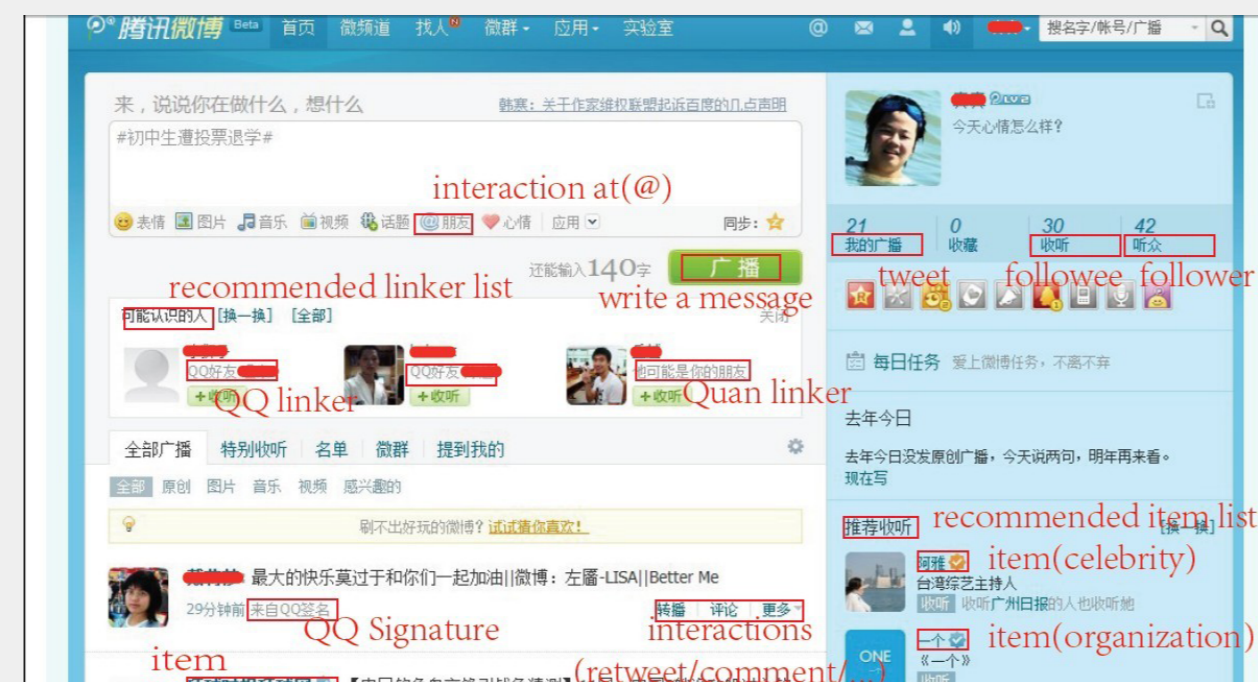 腾讯微博 Beta 首页 微频道 找人 微群 应用 实验室 @ 搜名字/帐号/广播
来，说说你在做什么，想什么 韩寒：关于作家维权联盟起诉百度的几点声明
#初中生遭投票退学#
interaction at(@)
表情 图片 音乐 视频 话题 @朋友 心情 应用 同步：
还能输入140字 广播
recommended linker list
write a message
可能认识的人 [换一换] [全部] 关闭
QQ好友 QQ好友 他可能是你的朋友
+收听 +收听 +收听
QQ linker Quan linker
全部广播 特别收听 名单 微群 提到我的
全部 原创 图片 音乐 视频 感兴趣的
刷不出好玩的微博？试试猜你喜欢！
最大的快乐莫过于和你们一起加油||微博：左麗-LISA||Better Me
29分钟前 来自QQ签名 转播 评论 更多
QQ Signature interactions
item (retweet/comment/...)
今天心情怎么样?
21 0 30 42
我的广播 收藏 收听 听众
tweet followee follower
每日任务 爱上微博任务，不离不弃
去年今日
去年今日没发原创广播，今天说两句，明年再来看。
现在写
推荐收听 recommended item list [换一换]
阿雅 item(celebrity)
台湾综艺主持人
收听 收听广州日报的人也收听她
一个 item(organization)
ONE 《一个》
收听